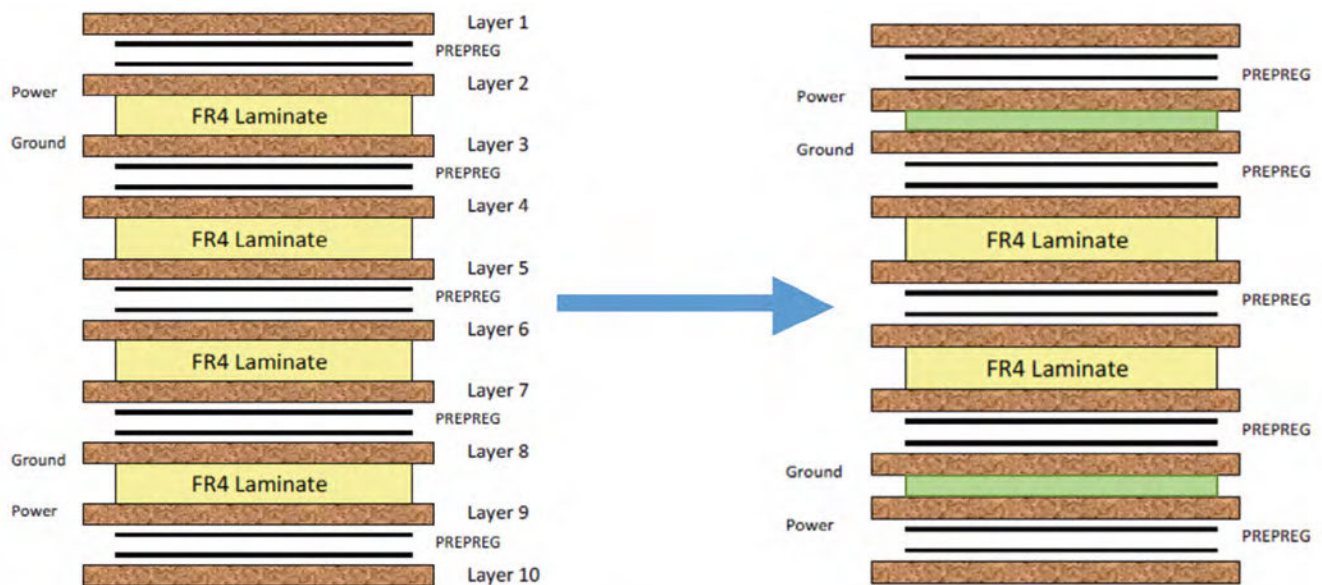 Layer 1
PREPREG
Layer 2
Power
FR4 Laminate
Ground
Layer 3
PREPREG
Layer 4
FR4 Laminate
Layer 5
PREPREG
Layer 6
FR4 Laminate
Layer 7
PREPREG
Layer 8
Ground
FR4 Laminate
Power
Layer 9
PREPREG
Layer 10
PREPREG
Power
Ground
PREPREG
FR4 Laminate
PREPREG
FR4 Laminate
PREPREG
Ground
Power
PREPREG